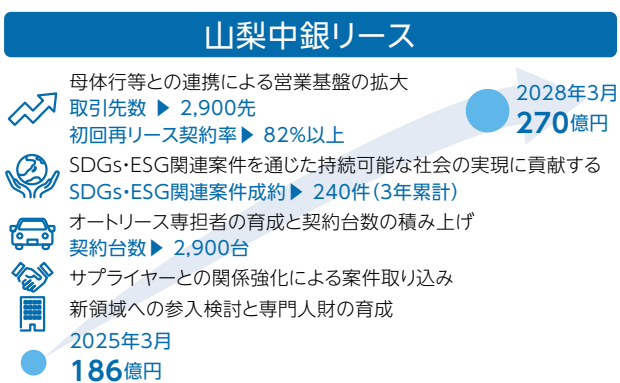 山梨中銀リース
母体行等との連携による営業基盤の拡大
取引先数 ▶ 2,900先
初回再リース契約率▶ 82%以上
2028年3月
270億円
SDGs・ESG関連案件を通じた持続可能な社会の実現に貢献する
SDGs・ESG関連案件成約▶ 240件(3年累計)
オートリース専担者の育成と契約台数の積み上げ
契約台数▶ 2,900台
サプライヤーとの関係強化による案件取り込み
新領域への参入検討と専門人財の育成
2025年3月
186億円